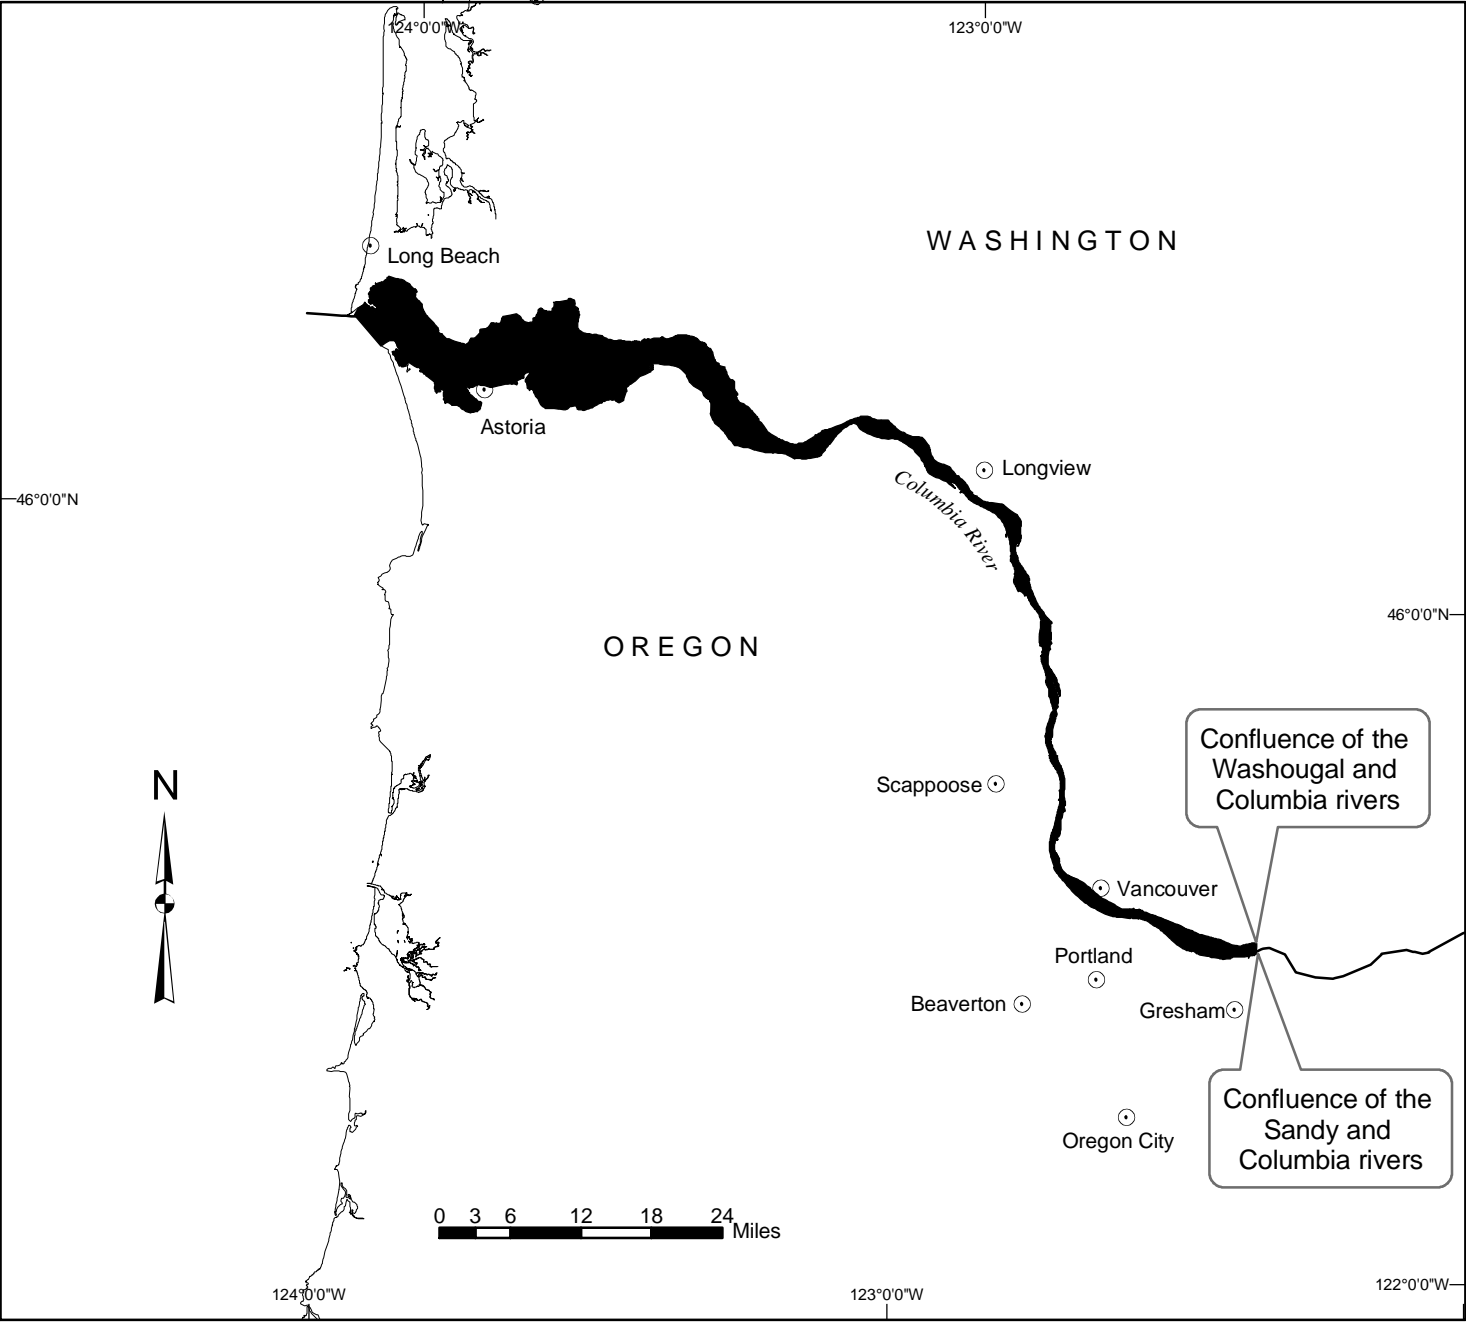 124°0'0"W
123°0'0"W
WASHINGTON
Long Beach
Astoria
Longview
Columbia River
46°0'0"N
46°0'0"N
OREGON
Confluence of the
Washougal and
Columbia rivers
N
Scappoose
Vancouver
Portland
Beaverton
Gresham
Confluence of the
Sandy and
Columbia rivers
Oregon City
0 3 6 12 18 24
Miles
124°0'0"W
123°0'0"W
122°0'0"W